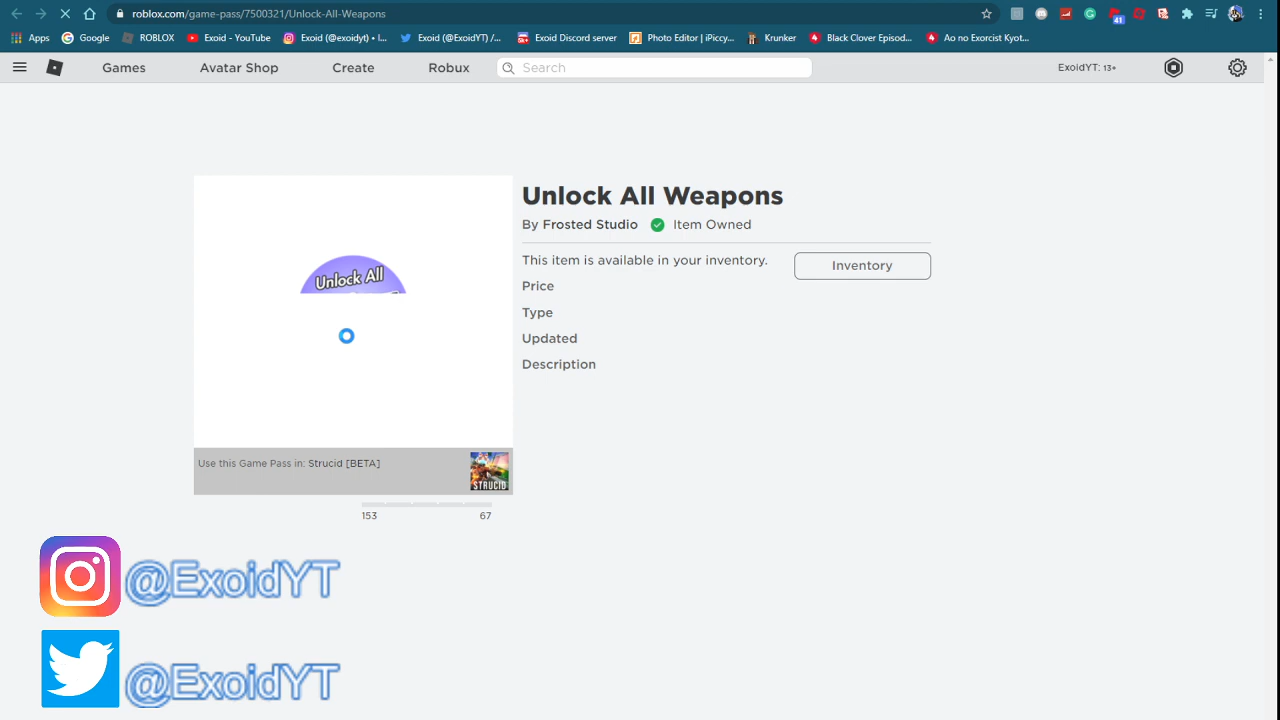 roblox.com/game-pass/7500321/Unlock-All-Weapons
41
Apps Google ROBLOX Exoid - YouTube Exoid (@exoidyt) • I... Exoid (@ExoidYT) /... Exoid Discord server Photo Editor | iPiccy... Krunker Black Clover Episod... Ao no Exorcist Kyot...
Games Avatar Shop Create Robux Search ExoidYT: 13+
Unlock All Weapons
By Frosted Studio Item Owned
This item is available in your inventory. Inventory
Price
Type
Updated
Description
Unlock All
Use this Game Pass in: Strucid [BETA]
STRUCID
153 67
@ExoidYT
@ExoidYT